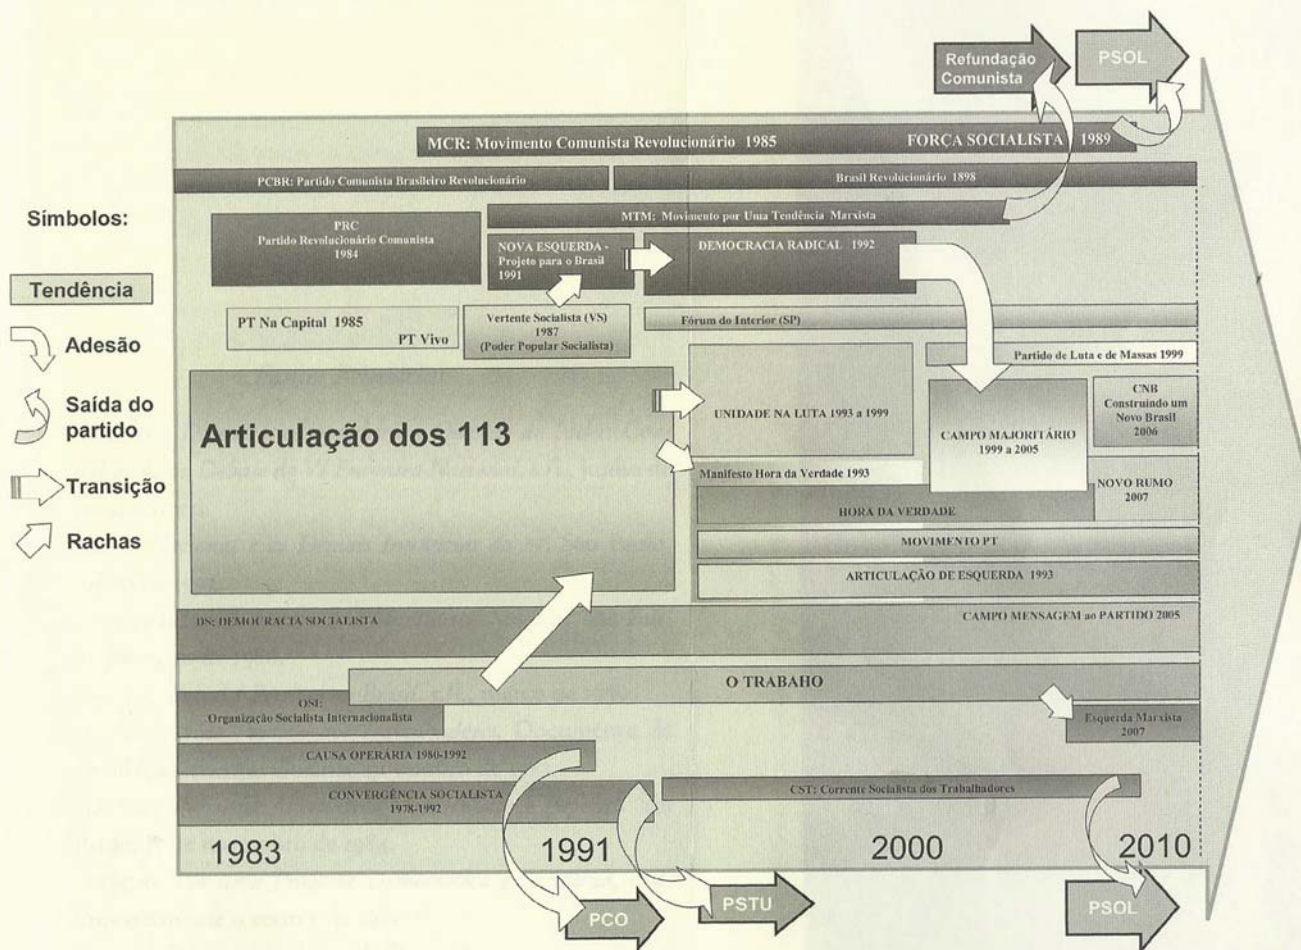 Refundação
Comunista
PSOL
MCR: Movimento Comunista Revolucionário 1985
FORÇA SOCIALISTA 1989
PCBR: Partido Comunista Brasileiro Revolucionário
Brasil Revolucionário 1898
MTM: Movimento por Uma Tendência Marxista
Símbolos:
Tendência
Adesão
Saída do
partido
Transição
Rachas
PRC
Partido Revolucionário Comunista
1984
NOVA ESQUERDA -
Projeto para o Brasil
1991
DEMOCRACIA RADICAL 1992
PT Na Capital 1985
PT Vivo
Vertente Socialista (VS)
1987
(Poder Popular Socialista)
Fórum do Interior (SP)
Partido de Luta e de Massas 1999
Articulação dos 113
UNIDADE NA LUTA 1993 a 1999
CAMPO MAJORITÁRIO
1999 a 2005
CNB
Construindo um
Novo Brasil
2006
Manifesto Hora da Verdade 1993
HORA DA VERDADE
NOVO RUMO
2007
MOVIMENTO PT
ARTICULAÇÃO DE ESQUERDA 1993
DS: DEMOCRACIA SOCIALISTA
CAMPO MENSAGEM ao PARTIDO 2005
O TRABAHO
OSI:
Organização Socialista Internacionalista
Esquerda Marxista
2007
CAUSA OPERÁRIA 1980-1992
CONVERGÊNCIA SOCIALISTA
1978-1992
CST: Corrente Socialista dos Trabalhadores
1983
1991
2000
2010
PCO
PSTU
PSOL